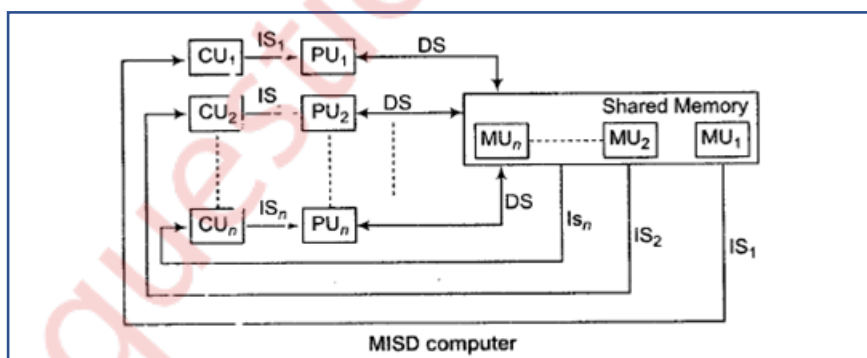 CU1 IS1 PU1 DS
CU2 IS PU2 DS
Shared Memory
MUn MU2 MU1
CUn ISn PUn DS
Isn IS2 IS1
MISD computer